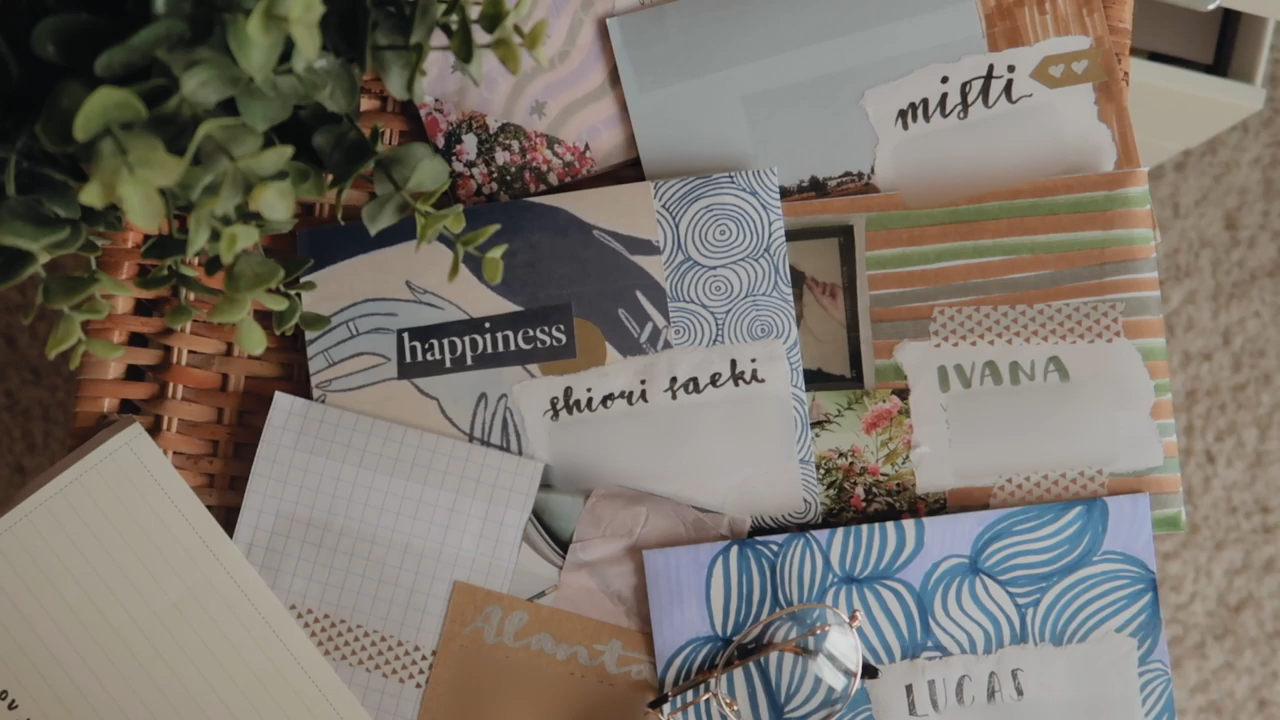 misti
happiness
shiori saeki
IVANA
Alanta
LUCAS